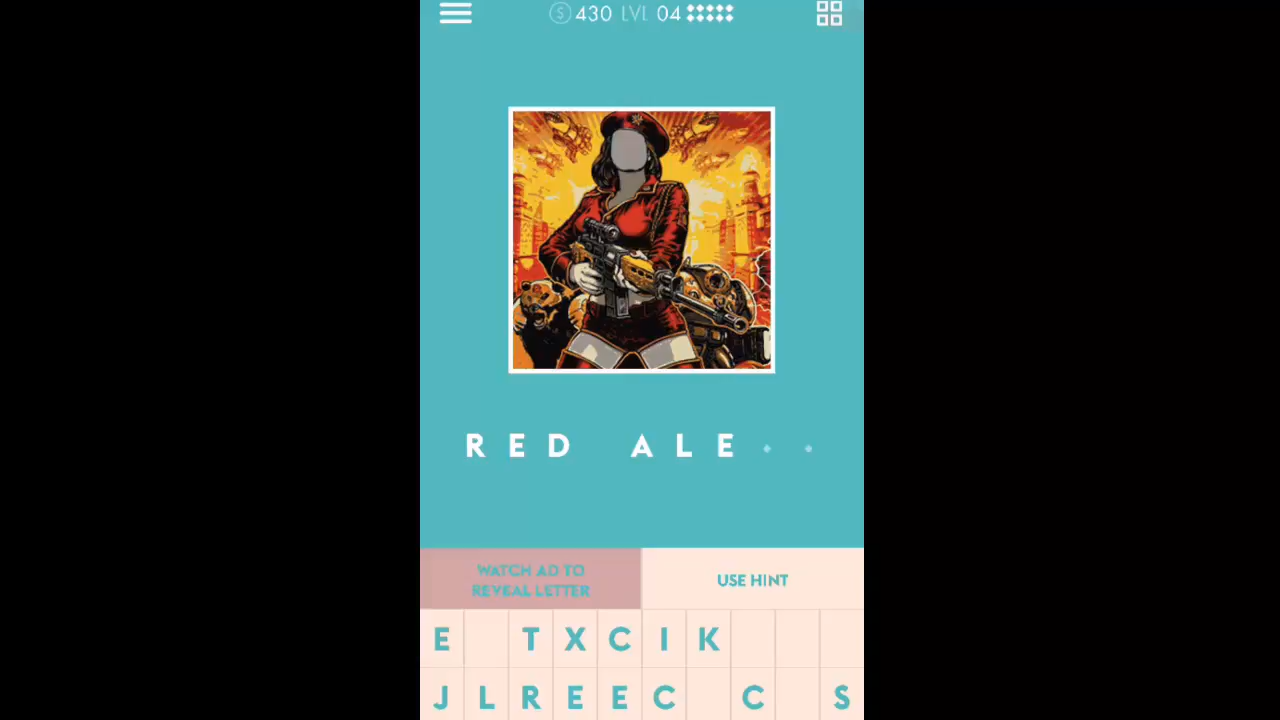 430 LVL 04
RED ALE
WATCH AD TO
REVEAL LETTER
USE HINT
E T X C I K
J L R E E C C S